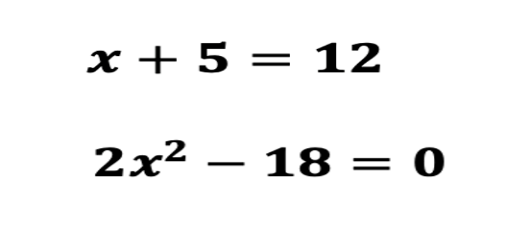 x + 5 = 12
2x² − 18 = 0